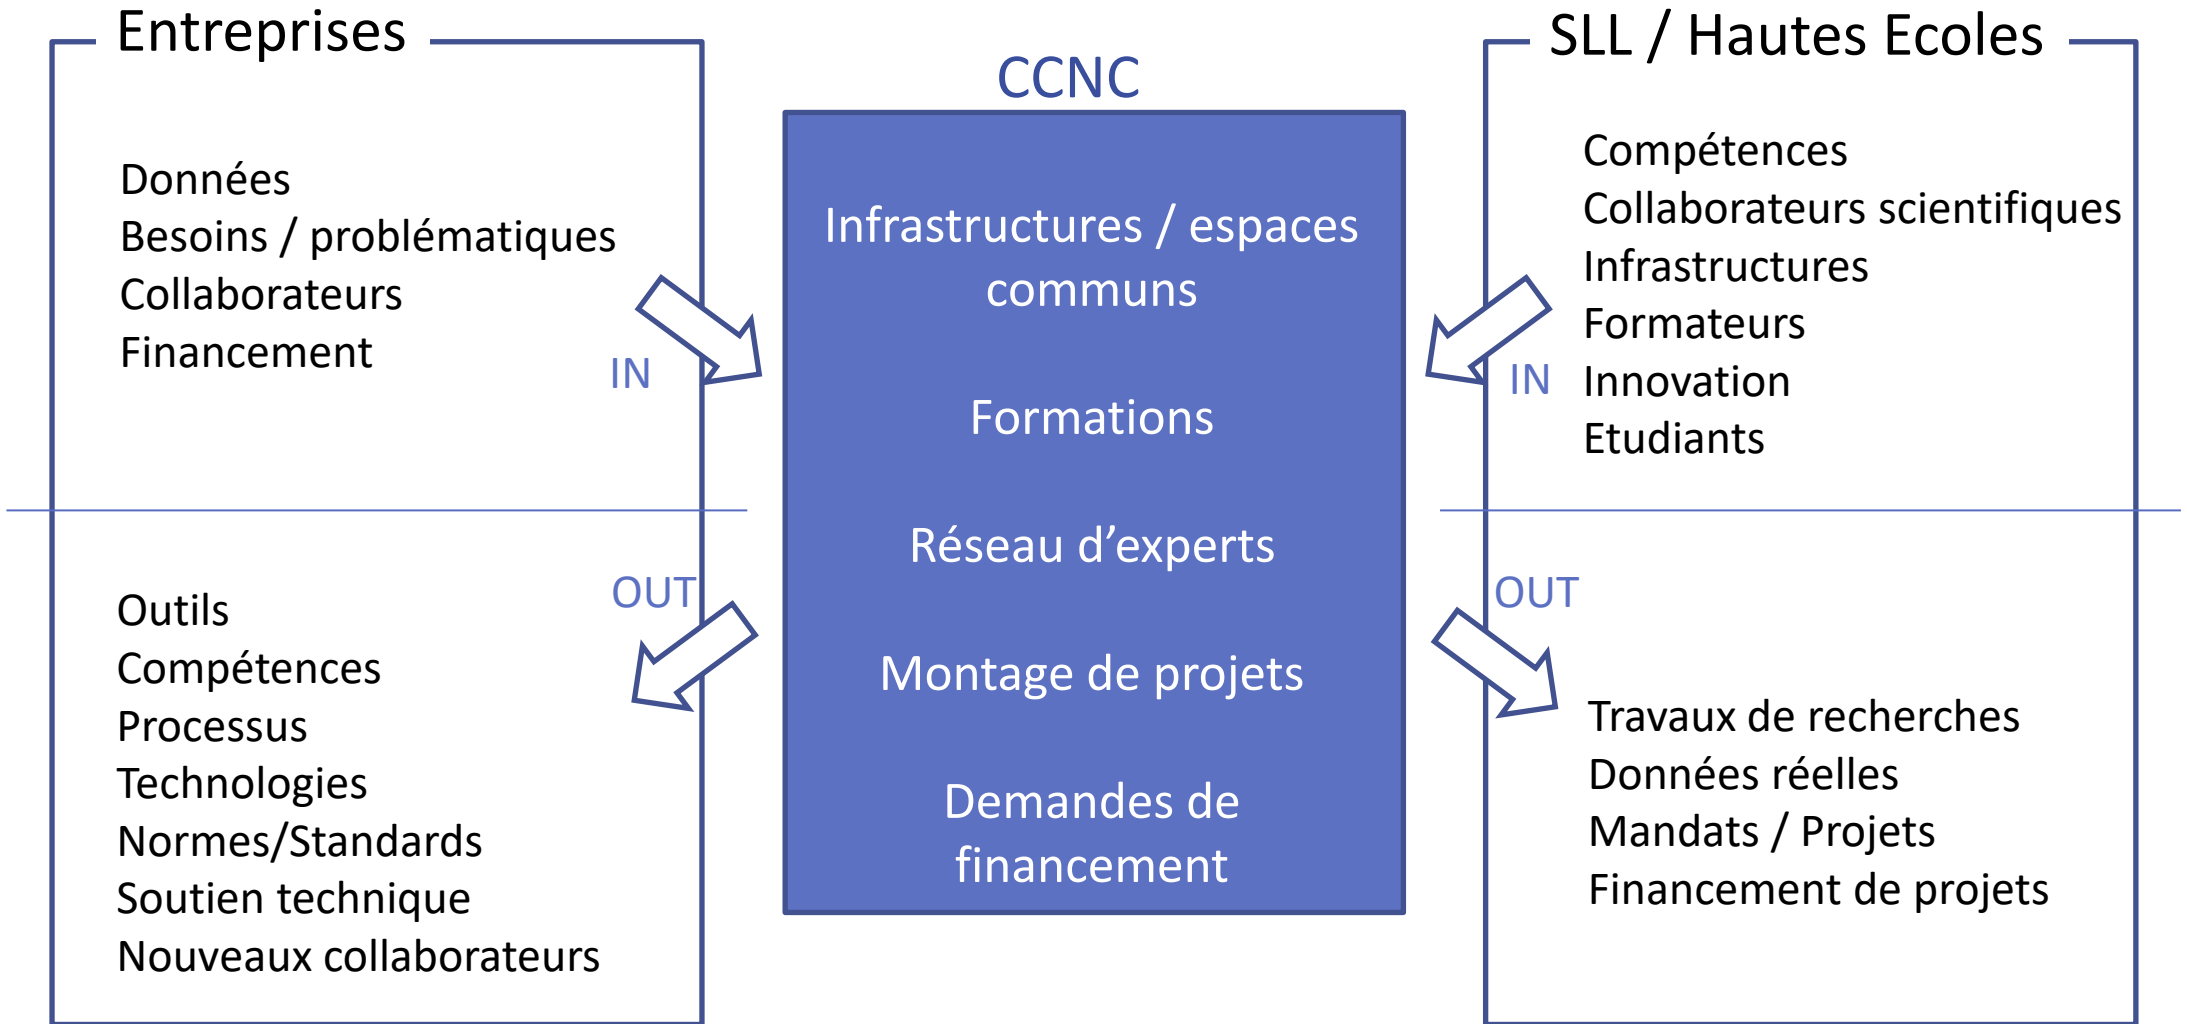 Entreprises
Données
Besoins / problématiques
Collaborateurs
Financement
IN
OUT
Outils
Compétences
Processus
Technologies
Normes/Standards
Soutien technique
Nouveaux collaborateurs
CCNC
Infrastructures / espaces
communs
Formations
Réseau d’experts
Montage de projets
Demandes de
financement
SLL / Hautes Ecoles
Compétences
Collaborateurs scientifiques
Infrastructures
Formateurs
Innovation
Etudiants
IN
OUT
Travaux de recherches
Données réelles
Mandats / Projets
Financement de projets